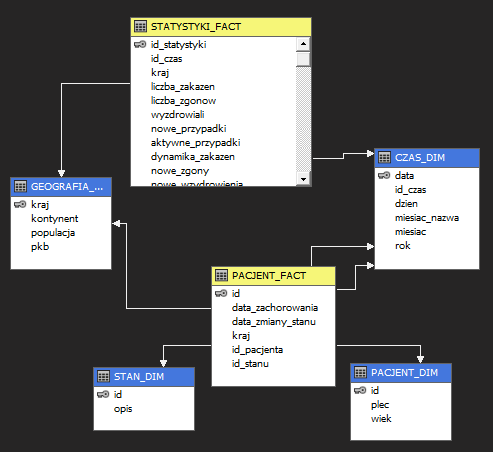 STATYSTYKI_FACT
id_statystyki
id_czas
kraj
liczba_zakazen
liczba_zgonow
wyzdrowiali
nowe_przypadki
aktywne_przypadki
dynamika_zakazen
nowe_zgony
nowe_wyzdrowienia
CZAS_DIM
data
id_czas
dzien
miesiac_nazwa
miesiac
rok
GEOGRAFIA_...
kraj
kontynent
populacja
pkb
PACJENT_FACT
id
data_zachorowania
data_zmiany_stanu
kraj
id_pacjenta
id_stanu
STAN_DIM
id
opis
PACJENT_DIM
id
plec
wiek